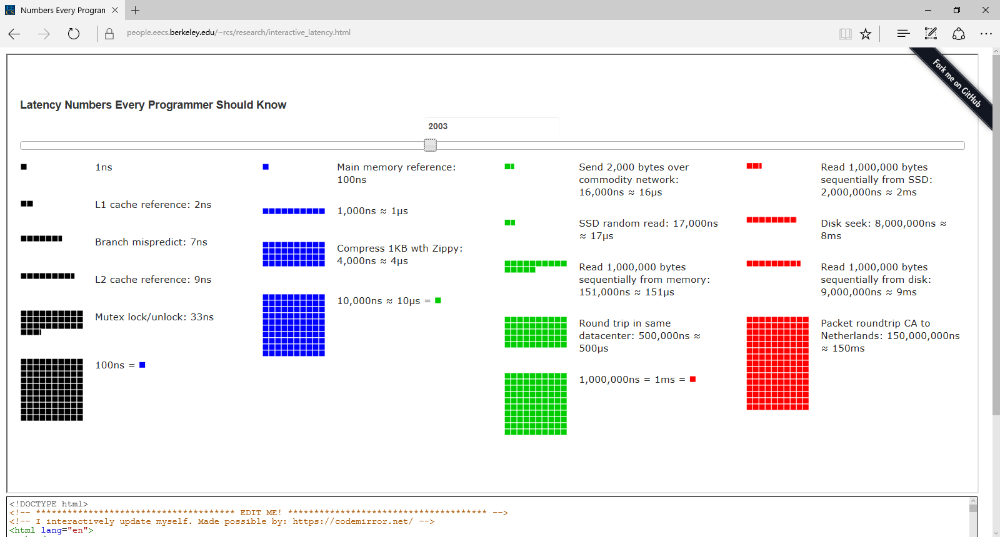 Numbers Every Progran
people.eecs.berkeley.edu/~rcs/research/interactive_latency.html
Fork me on GitHub
Latency Numbers Every Programmer Should Know
2003
1ns
L1 cache reference: 2ns
Branch mispredict: 7ns
L2 cache reference: 9ns
Mutex lock/unlock: 33ns
100ns =
Main memory reference:
100ns
1,000ns ≈ 1μs
Compress 1KB wth Zippy:
4,000ns ≈ 4μs
10,000ns ≈ 10μs =
Send 2,000 bytes over
commodity network:
16,000ns ≈ 16μs
SSD random read: 17,000ns
≈ 17μs
Read 1,000,000 bytes
sequentially from memory:
151,000ns ≈ 151μs
Round trip in same
datacenter: 500,000ns ≈
500μs
1,000,000ns = 1ms =
Read 1,000,000 bytes
sequentially from SSD:
2,000,000ns ≈ 2ms
Disk seek: 8,000,000ns ≈
8ms
Read 1,000,000 bytes
sequentially from disk:
9,000,000ns ≈ 9ms
Packet roundtrip CA to
Netherlands: 150,000,000ns
≈ 150ms
<!DOCTYPE html>
<!-- ************************************** EDIT ME! ************************************** -->
<!-- I interactively update myself. Made possible by: https://codemirror.net/ -->
<html lang="en">